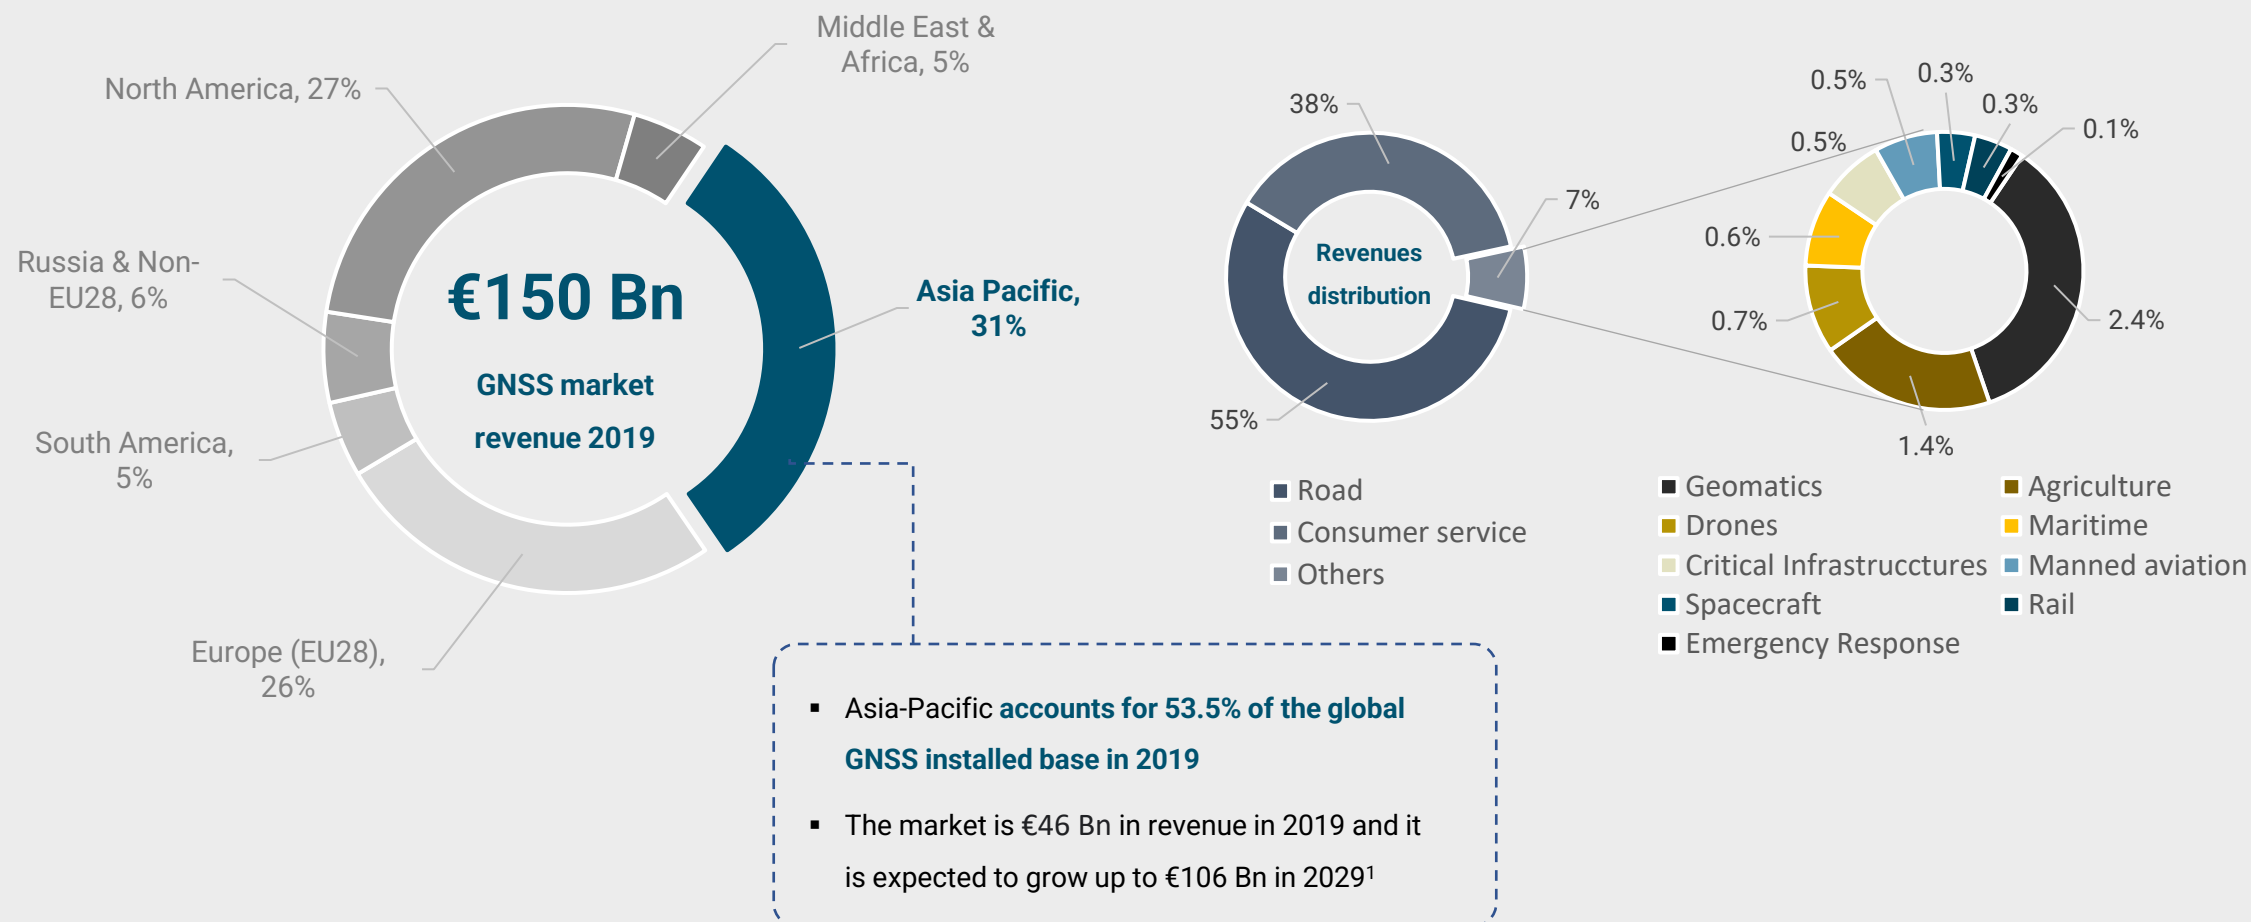 Middle East &
Africa, 5%
North America, 27%
Russia & Non-
EU28, 6%
South America,
5%
Europe (EU28),
26%
Asia Pacific,
31%
€150 Bn
GNSS market
revenue 2019
38%
7%
55%
Revenues
distribution
Road
Consumer service
Others
0.5%
0.3%
0.3%
0.1%
0.5%
0.6%
0.7%
2.4%
1.4%
Geomatics
Agriculture
Drones
Maritime
Critical Infrastrucctures
Manned aviation
Spacecraft
Rail
Emergency Response
▪ Asia-Pacific accounts for 53.5% of the global
GNSS installed base in 2019
▪ The market is €46 Bn in revenue in 2019 and it
is expected to grow up to €106 Bn in 2029¹